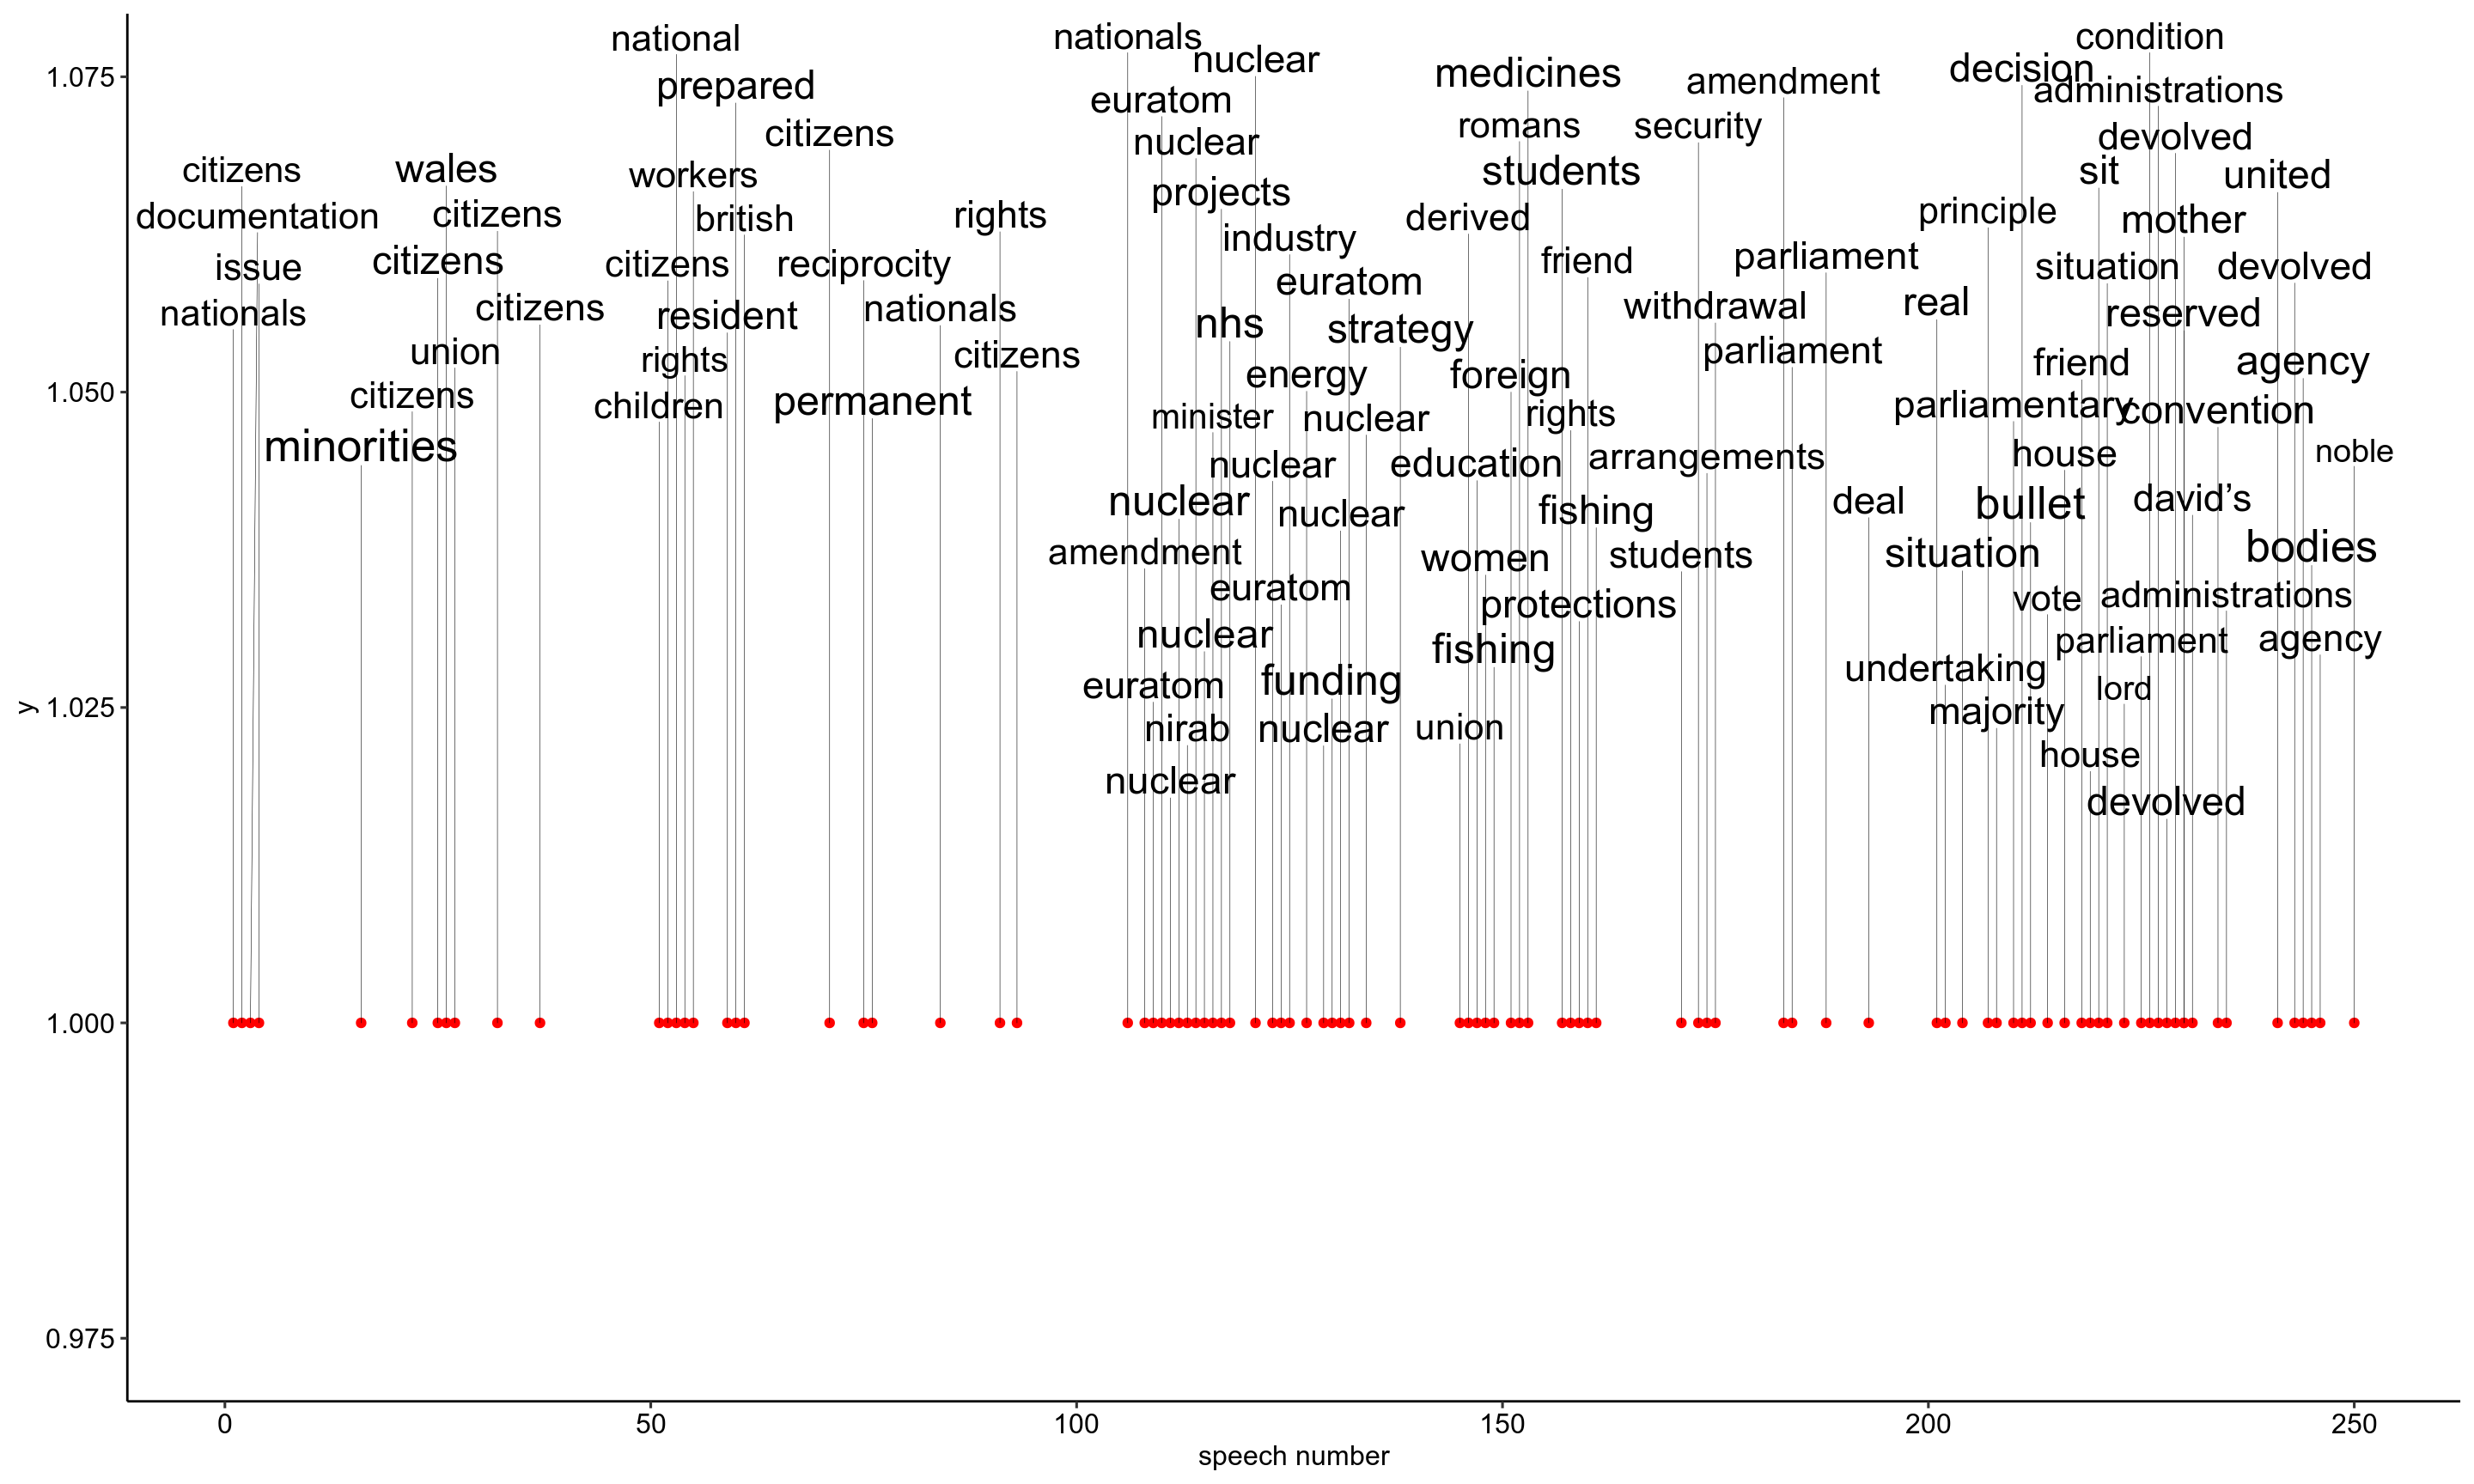 national
nationals
condition
nuclear
decision
medicines
amendment
prepared
administrations
euratom
citizens
romans
security
devolved
nuclear
citizens
wales
workers
students
sit
united
projects
documentation
citizens
british
rights
derived
principle
mother
industry
issue
citizens
citizens
reciprocity
friend
parliament
situation
devolved
euratom
nationals
citizens
resident
nationals
nhs
strategy
withdrawal
real
reserved
union
rights
citizens
parliament
friend
agency
energy
foreign
citizens
children
permanent
minister
nuclear
rights
parliamentary
convention
minorities
nuclear
education
arrangements
house
noble
nuclear
nuclear
fishing
deal
bullet
david’s
amendment
women
students
situation
bodies
euratom
protections
vote
administrations
nuclear
fishing
parliament
agency
euratom
funding
undertaking
lord
nirab
nuclear
union
majority
nuclear
house
devolved
1.075
1.050
1.025
1.000
0.975
y
0
50
100
150
200
250
speech number